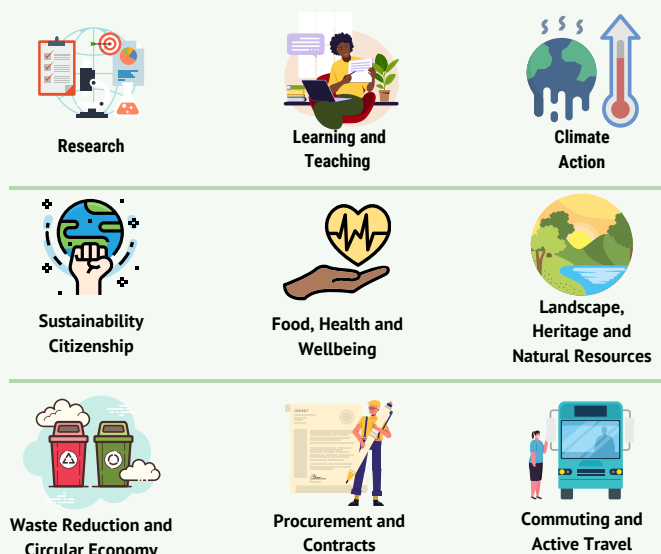 Research
Learning and
Teaching
Climate
Action
Sustainability
Citizenship
Food, Health and
Wellbeing
Landscape,
Heritage and
Natural Resources
CONTRACT
Waste Reduction and
Circular Economy
Procurement and
Contracts
Commuting and
Active Travel